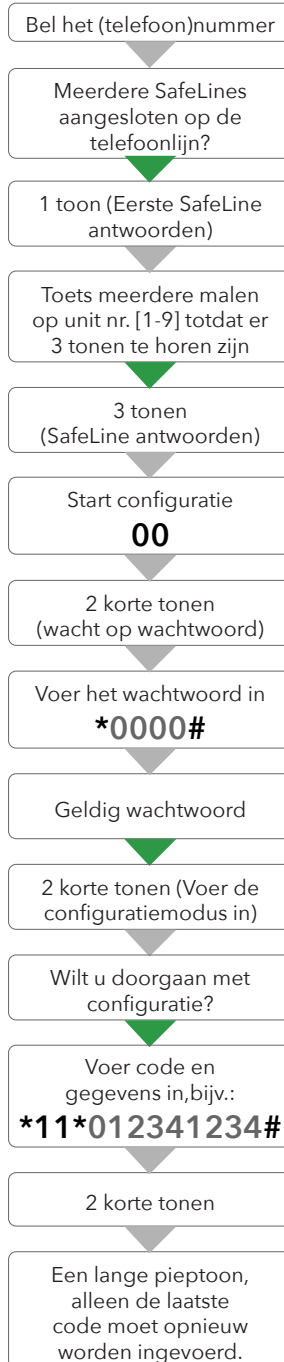 Bel het (telefoon)nummer
Meerdere SafeLines
aangesloten op de
telefoonlijn?
1 toon (Eerste SafeLine
antwoorden)
Toets meerdere malen
op unit nr. [1-9] totdat er
3 tonen te horen zijn
3 tonen
(SafeLine antwoorden)
Start configuratie
00
2 korte tonen
(wacht op wachtwoord)
Voer het wachtwoord in
*0000#
Geldig wachtwoord
2 korte tonen (Voer de
configuratiemodus in)
Wilt u doorgaan met
configuratie?
Voer code en
gegevens in,bijv.:
*11*012341234#
2 korte tonen
Een lange pieptoon,
alleen de laatste
code moet opnieuw
worden ingevoerd.